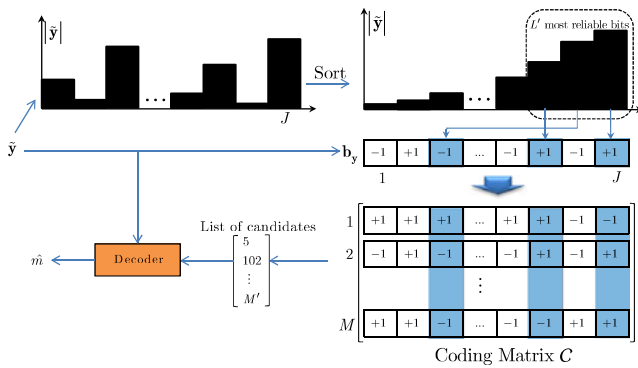 |ỹ|
...
J
Sort
|ỹ|
L′ most reliable bits
...
ỹ
b_y
−1 +1 −1 ... −1 +1 −1 +1
1 J
List of candidates
5
102
⋮
M′
Decoder
m̂
1 +1 +1 +1 ... +1 +1 −1 −1
2 +1 −1 −1 ... −1 +1 −1 +1
⋮
M +1 +1 −1 ... −1 −1 +1 +1
Coding Matrix C